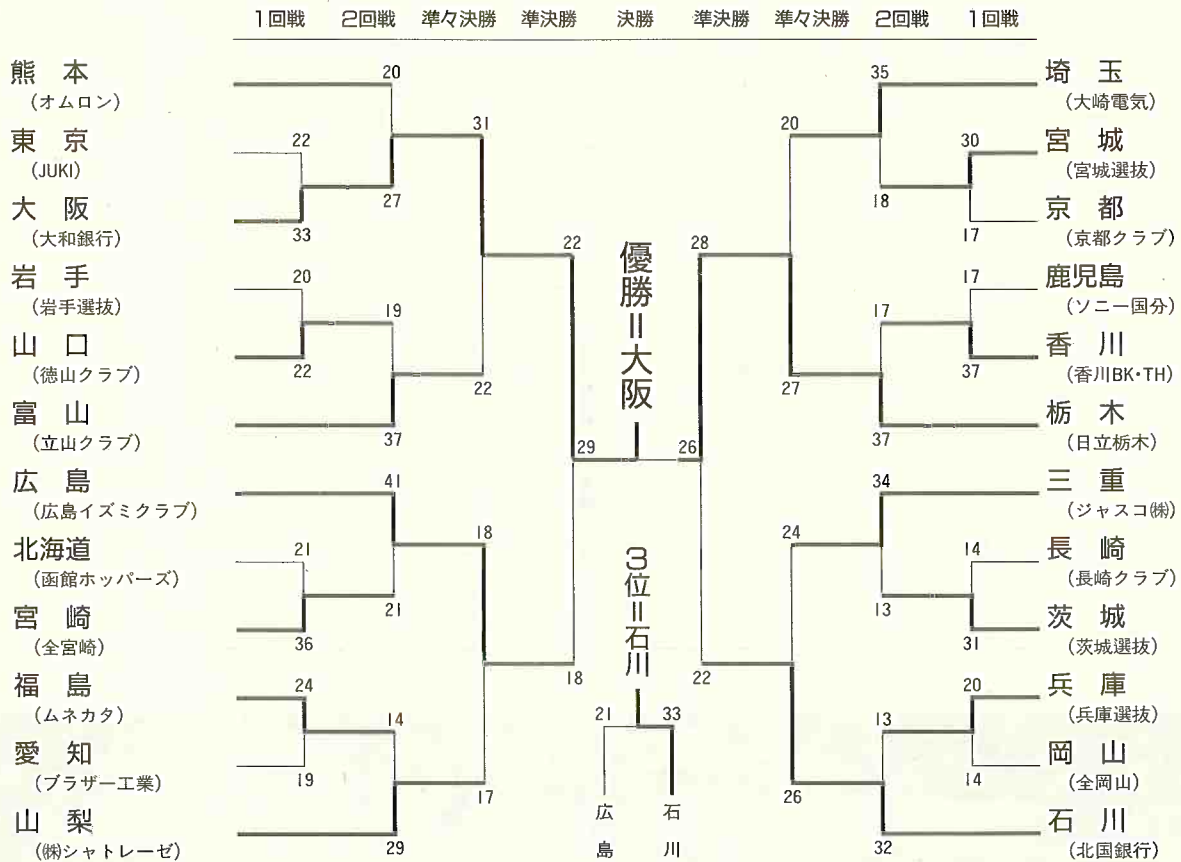 1回戦 2回戦 準々決勝 準決勝 決勝 準決勝 準々決勝 2回戦 1回戦
熊本
(オムロン)
東京
(JUKI)
大阪
(大和銀行)
岩手
(岩手選抜)
山口
(徳山クラブ)
富山
(立山クラブ)
広島
(広島イズミクラブ)
北海道
(函館ホッパーズ)
宮崎
(全宮崎)
福島
(ムネカタ)
愛知
(ブラザー工業)
山梨
(㈱シャトレーゼ)
22
33
20
22
21
36
24
19
20
27
19
37
41
21
14
29
31
22
18
17
22
18
29
26
優勝=大阪
3位=石川
21
33
広島
石川
28
22
20
27
24
26
35
18
17
37
34
13
13
32
30
17
17
37
14
31
20
14
埼玉
(大崎電気)
宮城
(宮城選抜)
京都
(京都クラブ)
鹿児島
(ソニー国分)
香川
(香川BK・TH)
栃木
(日立栃木)
三重
(ジャスコ㈱)
長崎
(長崎クラブ)
茨城
(茨城選抜)
兵庫
(兵庫選抜)
岡山
(全岡山)
石川
(北国銀行)